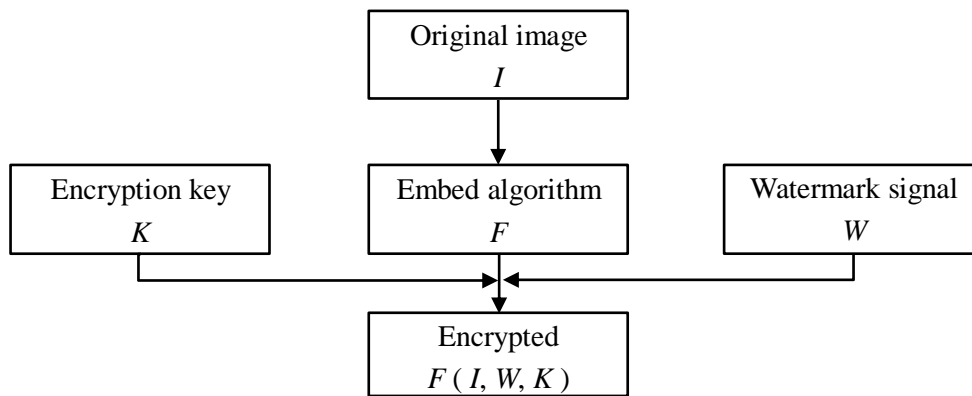 Original image
I
Encryption key
K
Embed algorithm
F
Watermark signal
W
Encrypted
F ( I, W, K )